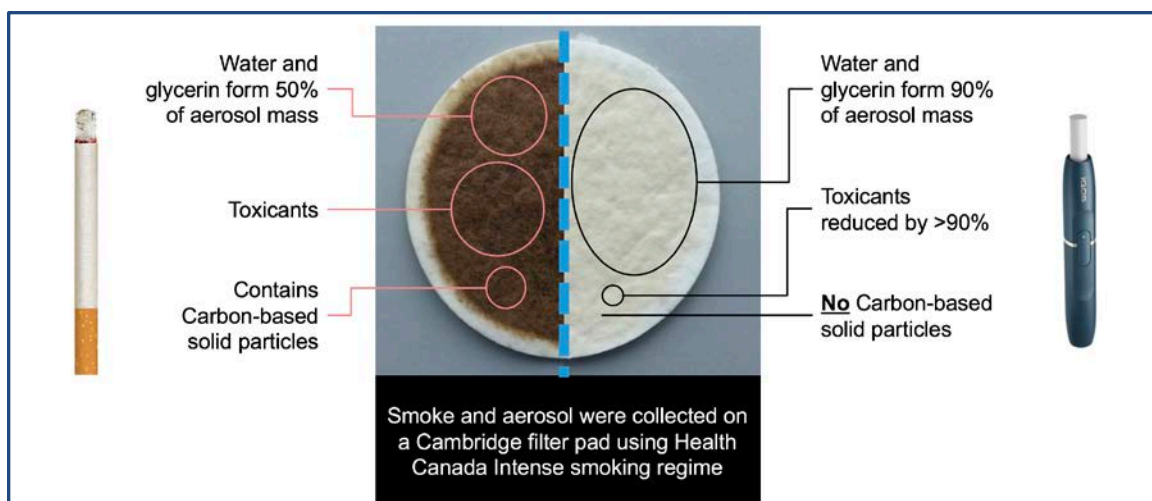 Water and
glycerin form 50%
of aerosol mass
Toxicants
Contains
Carbon-based
solid particles
Water and
glycerin form 90%
of aerosol mass
Toxicants
reduced by >90%
No Carbon-based
solid particles
IQOS
Smoke and aerosol were collected on
a Cambridge filter pad using Health
Canada Intense smoking regime